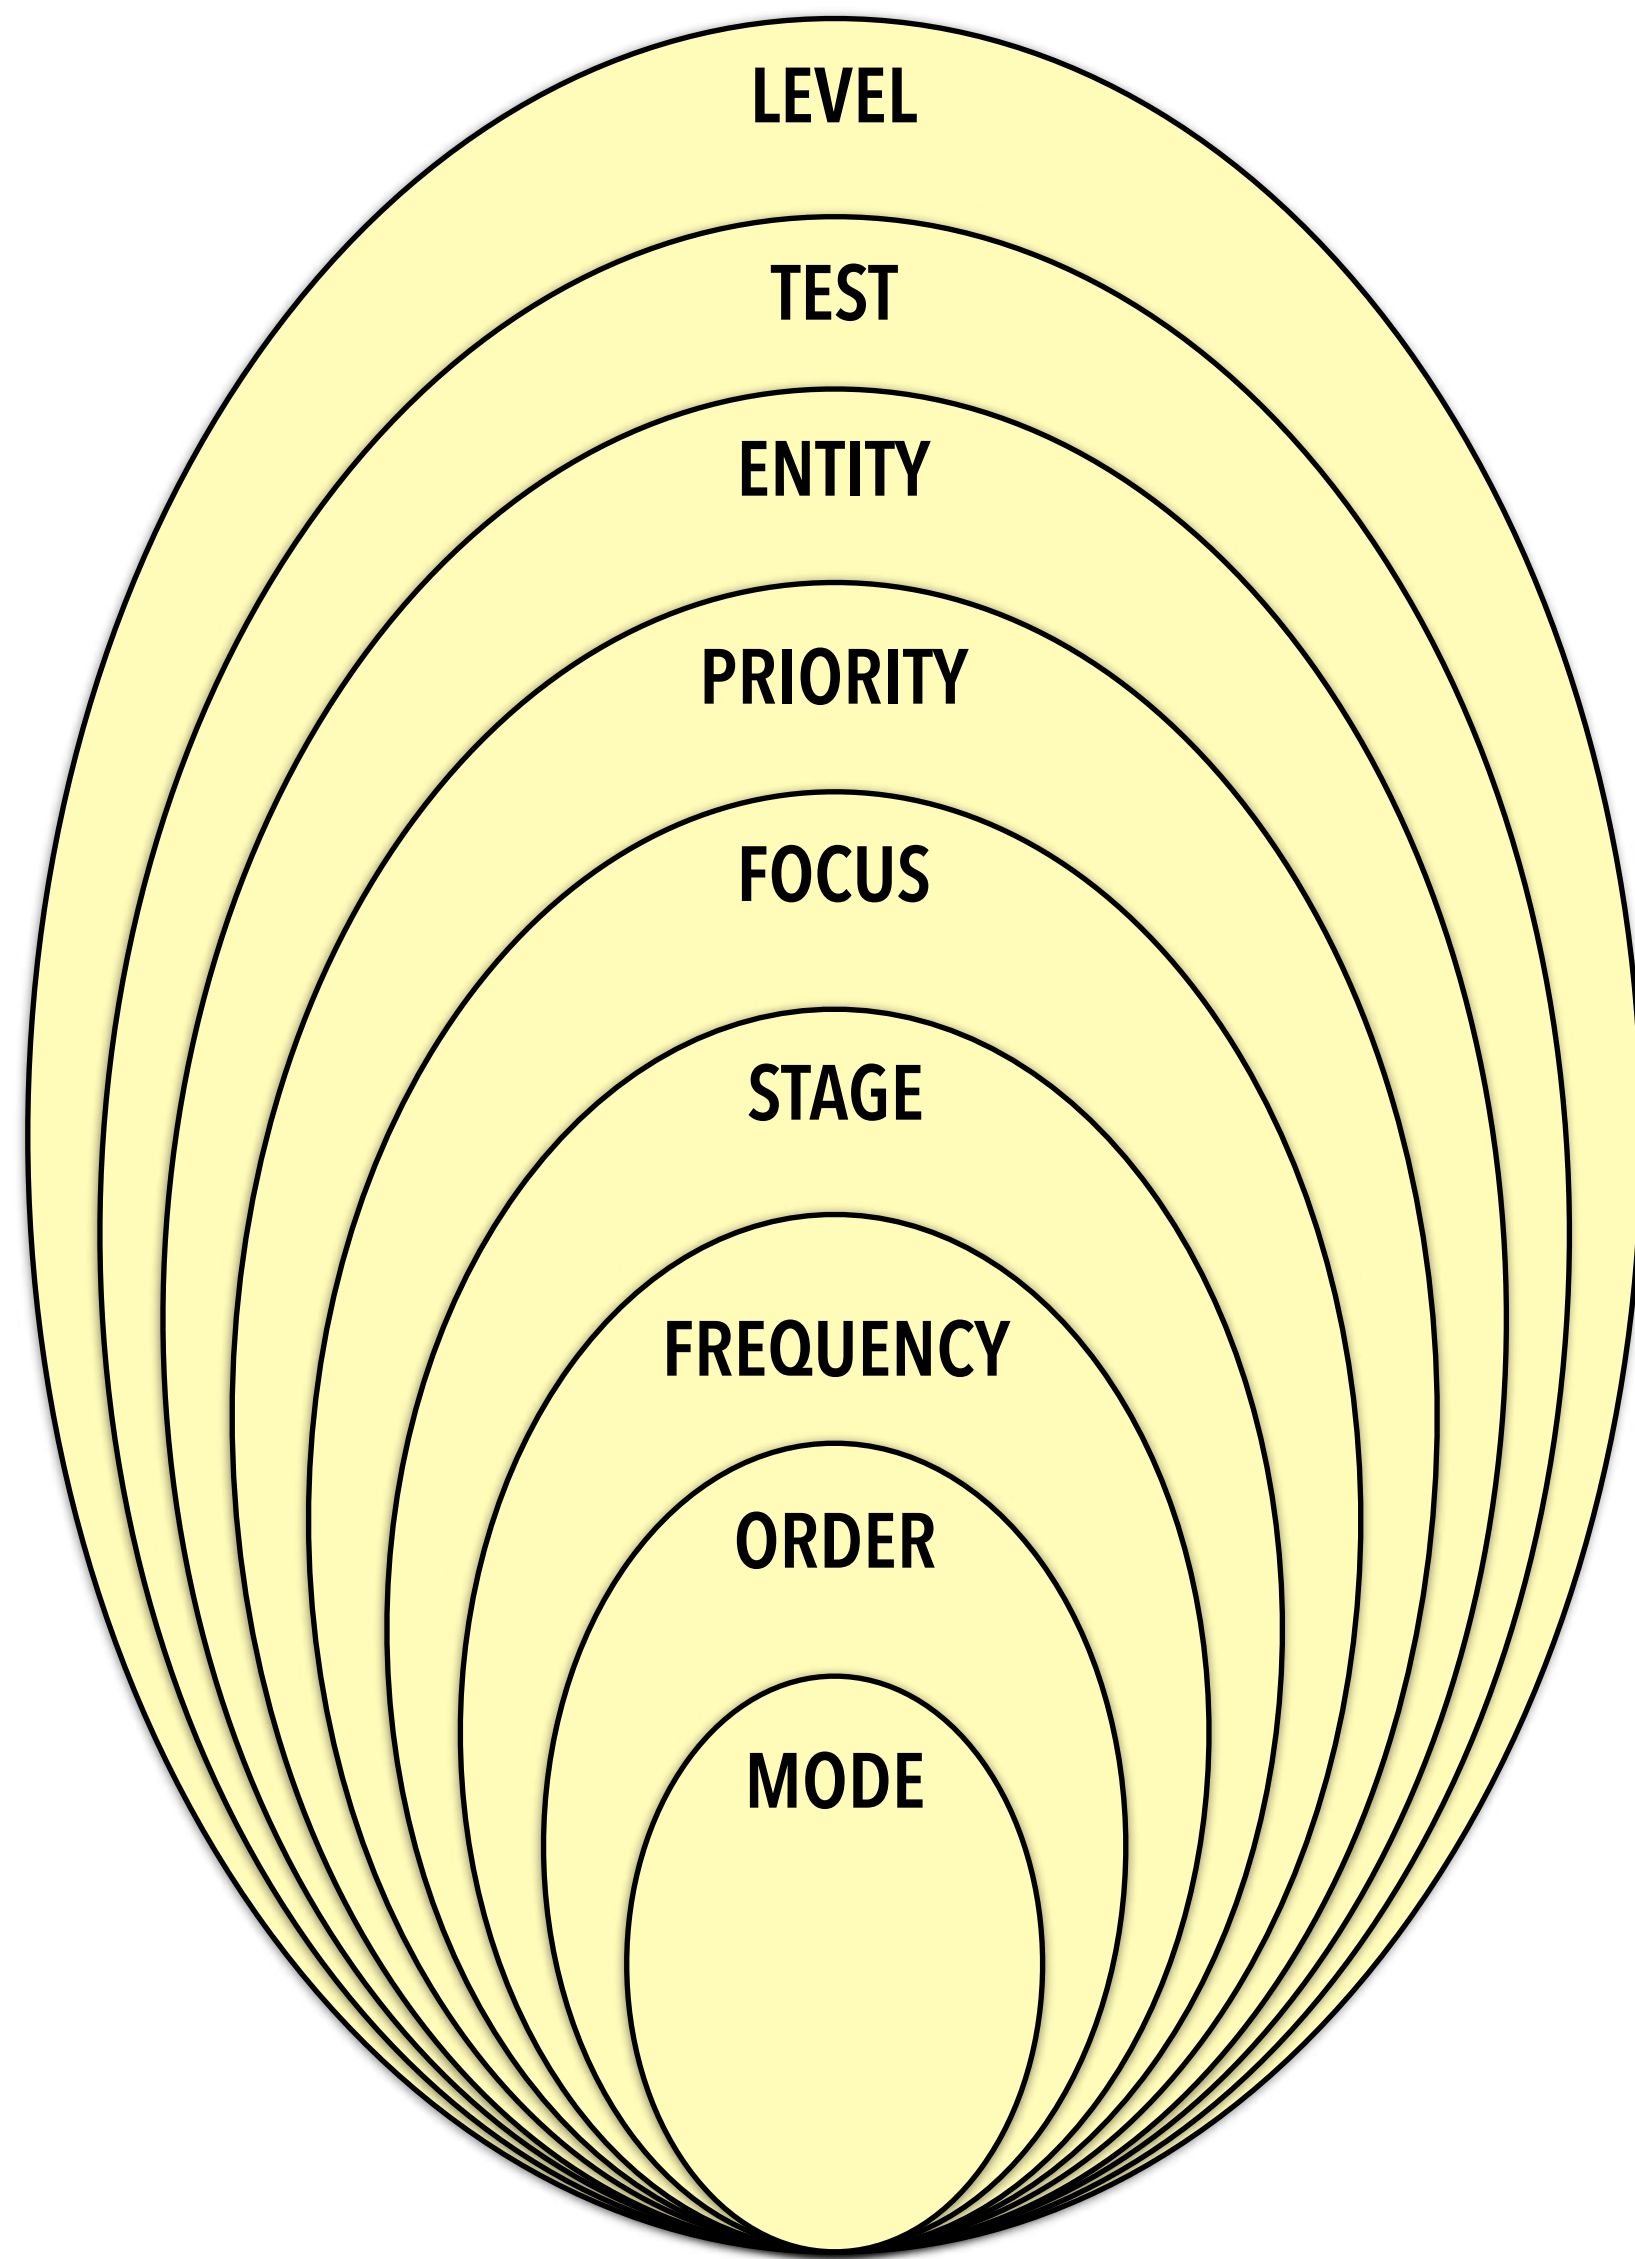 LEVEL
TEST
ENTITY
PRIORITY
FOCUS
STAGE
FREQUENCY
ORDER
MODE